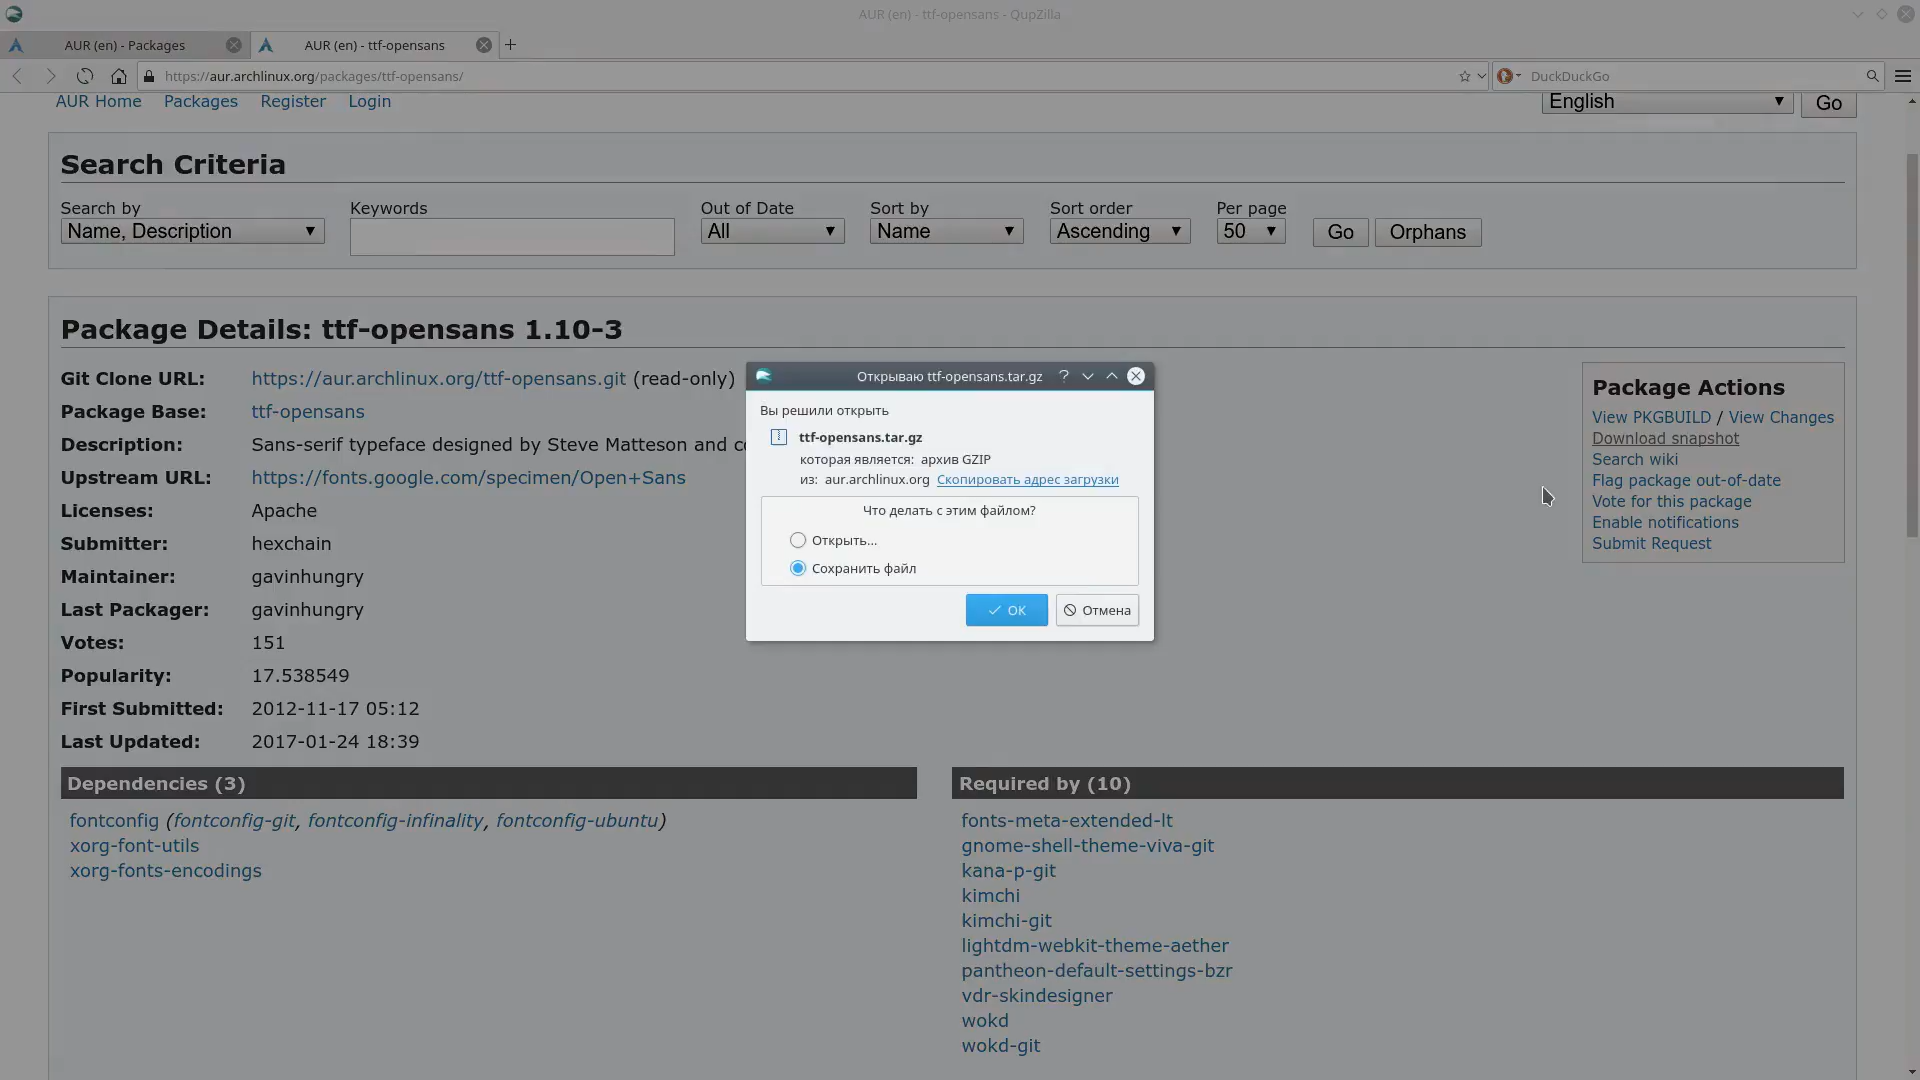 AUR (en) - ttf-opensans - QupZilla
AUR (en) - Packages
AUR (en) - ttf-opensans
https://aur.archlinux.org/packages/ttf-opensans/
DuckDuckGo
AUR Home Packages Register Login
English Go
Search Criteria
Search by Keywords Out of Date Sort by Sort order Per page
Name, Description All Name Ascending 50 Go Orphans
Package Details: ttf-opensans 1.10-3
Git Clone URL: https://aur.archlinux.org/ttf-opensans.git (read-only)
Package Base: ttf-opensans
Description: Sans-serif typeface designed by Steve Matteson and
Upstream URL: https://fonts.google.com/specimen/Open+Sans
Licenses: Apache
Submitter: hexchain
Maintainer: gavinhungry
Last Packager: gavinhungry
Votes: 151
Popularity: 17.538549
First Submitted: 2012-11-17 05:12
Last Updated: 2017-01-24 18:39
Открываю ttf-opensans.tar.gz ?
Вы решили открыть
ttf-opensans.tar.gz
которая является: архив GZIP
из: aur.archlinux.org Скопировать адрес загрузки
Что делать с этим файлом?
Открыть...
Сохранить файл
OK Отмена
Package Actions
View PKGBUILD / View Changes
Download snapshot
Search wiki
Flag package out-of-date
Vote for this package
Enable notifications
Submit Request
Dependencies (3)
fontconfig (fontconfig-git, fontconfig-infinality, fontconfig-ubuntu)
xorg-font-utils
xorg-fonts-encodings
Required by (10)
fonts-meta-extended-lt
gnome-shell-theme-viva-git
kana-p-git
kimchi
kimchi-git
lightdm-webkit-theme-aether
pantheon-default-settings-bzr
vdr-skindesigner
wokd
wokd-git